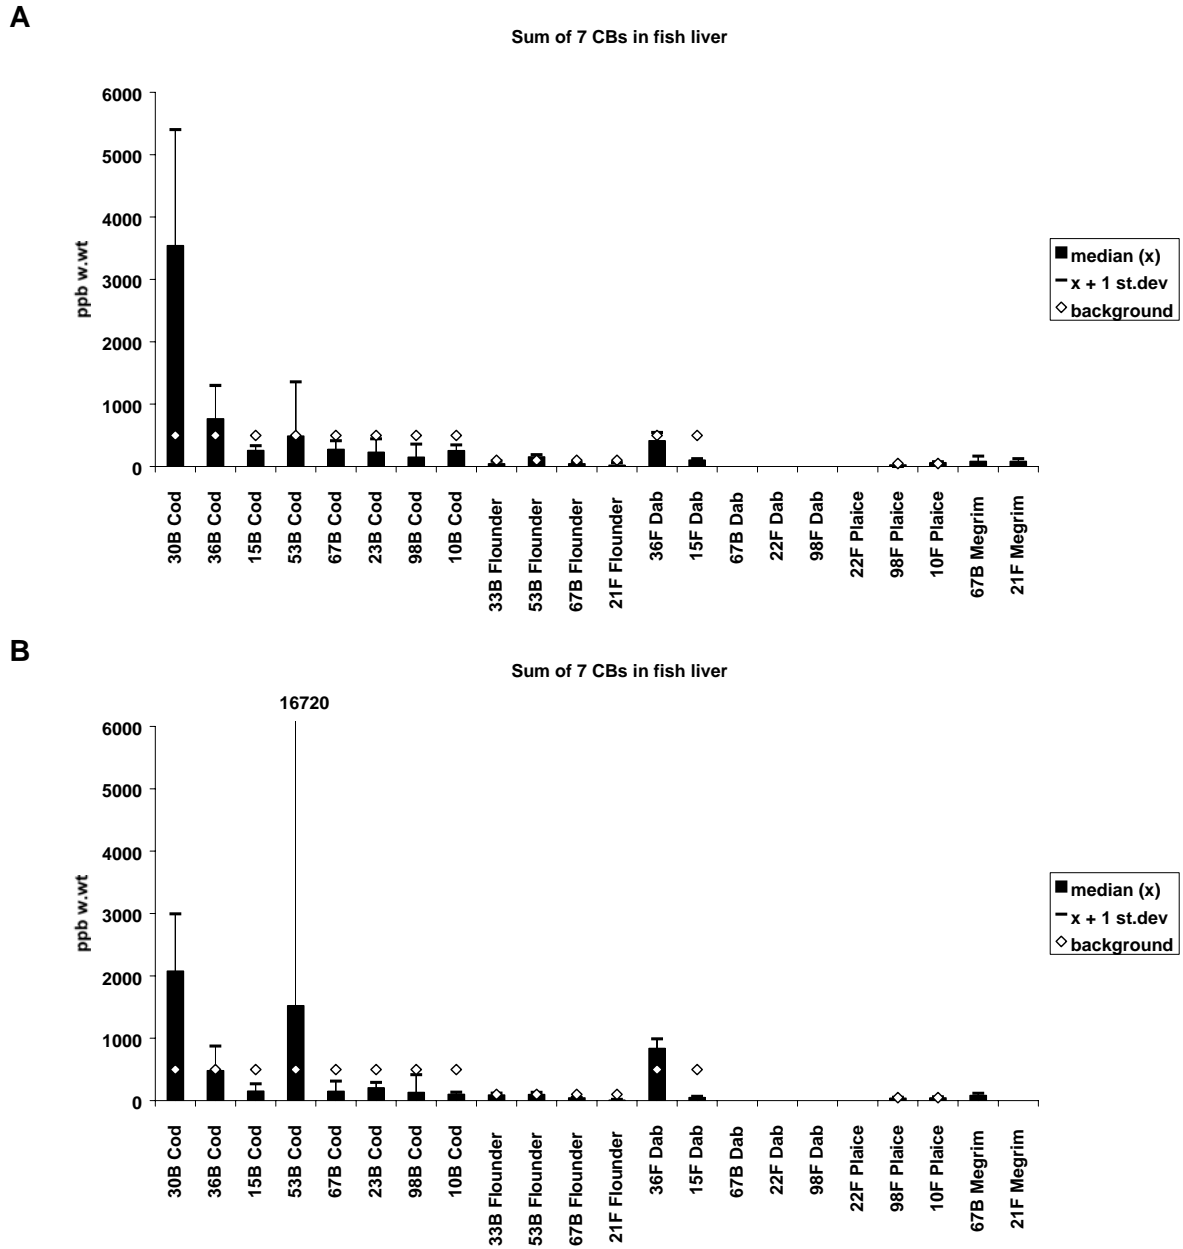 A
Sum of 7 CBs in fish liver
6000
5000
4000
3000
2000
1000
0
ppb w.wt
median (x)
x + 1 st.dev
background
30B Cod
36B Cod
15B Cod
53B Cod
67B Cod
23B Cod
98B Cod
10B Cod
33B Flounder
53B Flounder
67B Flounder
21F Flounder
36F Dab
15F Dab
67B Dab
22F Dab
98F Dab
22F Plaice
98F Plaice
10F Plaice
67B Megrim
21F Megrim
B
Sum of 7 CBs in fish liver
16720
6000
5000
4000
3000
2000
1000
0
ppb w.wt
median (x)
x + 1 st.dev
background
30B Cod
36B Cod
15B Cod
53B Cod
67B Cod
23B Cod
98B Cod
10B Cod
33B Flounder
53B Flounder
67B Flounder
21F Flounder
36F Dab
15F Dab
67B Dab
22F Dab
98F Dab
22F Plaice
98F Plaice
10F Plaice
67B Megrim
21F Megrim